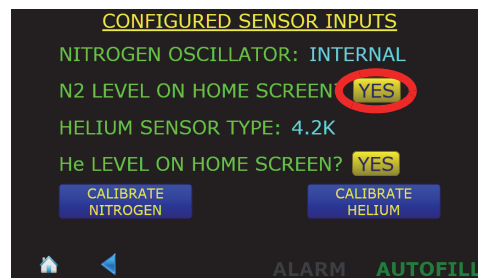 CONFIGURED SENSOR INPUTS
NITROGEN OSCILLATOR: INTERNAL
N2 LEVEL ON HOME SCREEN? YES
HELIUM SENSOR TYPE: 4.2K
He LEVEL ON HOME SCREEN? YES
CALIBRATE NITROGEN
CALIBRATE HELIUM
ALARM AUTOFILL